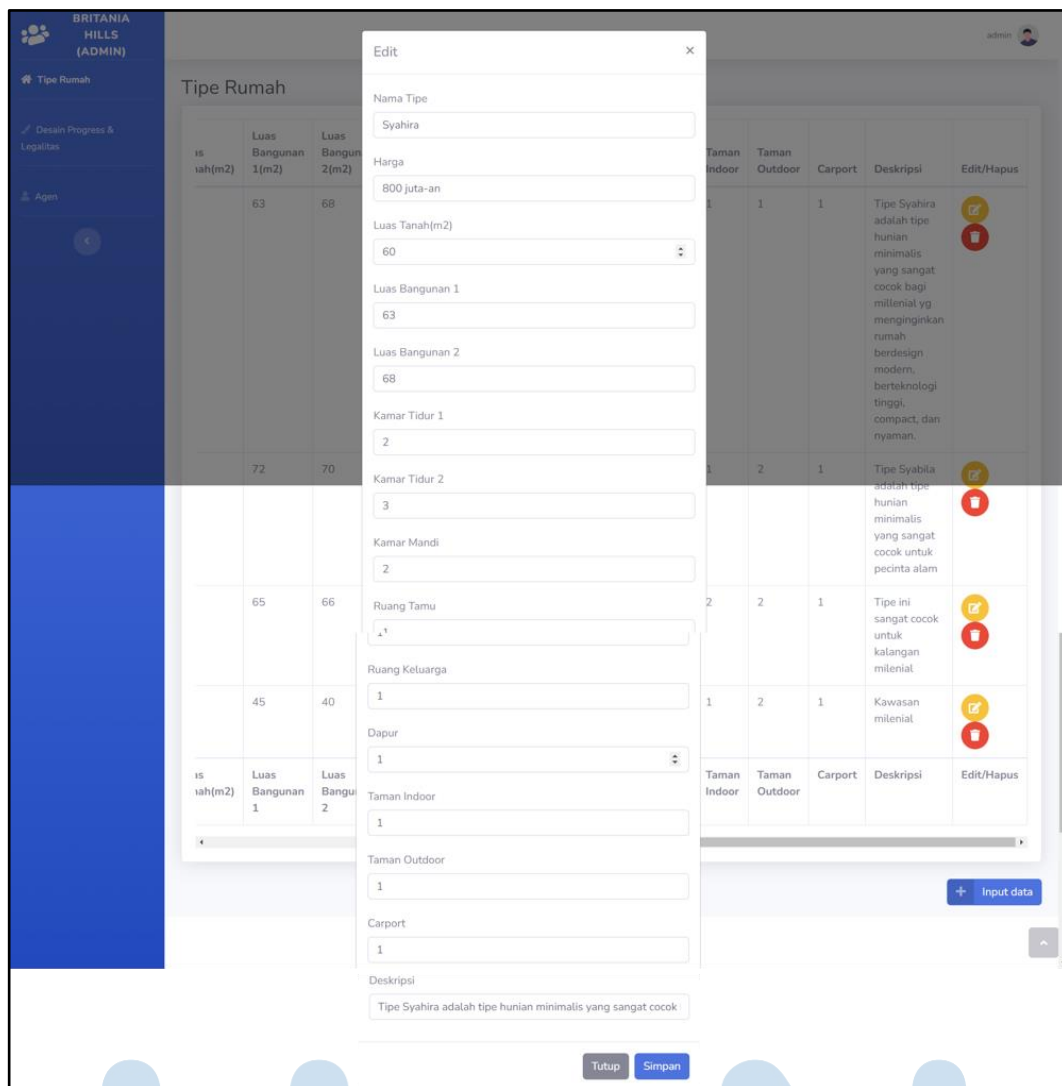 BRITANIA
HILLS
(ADMIN)
admin
Tipe Rumah
Desain Progress &
Legalitas
Agen
Tipe Rumah
Luas
Bangunan
1(m2)
Luas
Taman
Indoor
Taman
Outdoor
Carport
Deskripsi
Edit/Hapus
63
68
1
1
1
Tipe Syahira
adalah tipe
hunian
minimalis
yang sangat
cocok bagi
millenial yg
menginginkan
rumah
berdesign
modern,
berteknologi
tinggi,
compact, dan
nyaman.
72
70
1
2
1
Tipe Syabila
adalah tipe
hunian
minimalis
yang sangat
cocok untuk
pecinta alam
65
66
2
2
1
Tipe ini
sangat cocok
untuk
kalangan
milenial
45
40
1
2
1
Kawasan
milenial
Luas
Bangunan
1
Luas
2
Taman
Indoor
Taman
Outdoor
Carport
Deskripsi
Edit/Hapus
Input data
Edit
Nama Tipe
Syahira
Harga
800 juta-an
Luas Tanah(m2)
60
Luas Bangunan 1
63
Luas Bangunan 2
68
Kamar Tidur 1
2
Kamar Tidur 2
3
Kamar Mandi
2
Ruang Tamu
Ruang Keluarga
1
Dapur
1
Taman Indoor
1
Taman Outdoor
1
Carport
1
Deskripsi
Tipe Syahira adalah tipe hunian minimalis yang sangat cocok
Tutup
Simpan